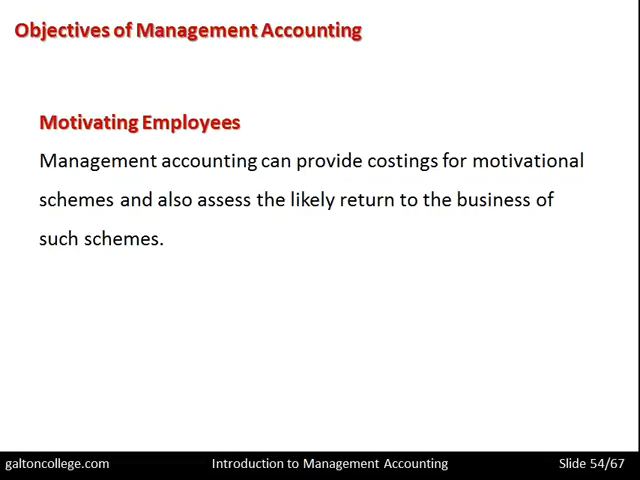 Objectives of Management Accounting
Motivating Employees
Management accounting can provide costings for motivational
schemes and also assess the likely return to the business of
such schemes.
galtoncollege.com Introduction to Management Accounting Slide 54/67